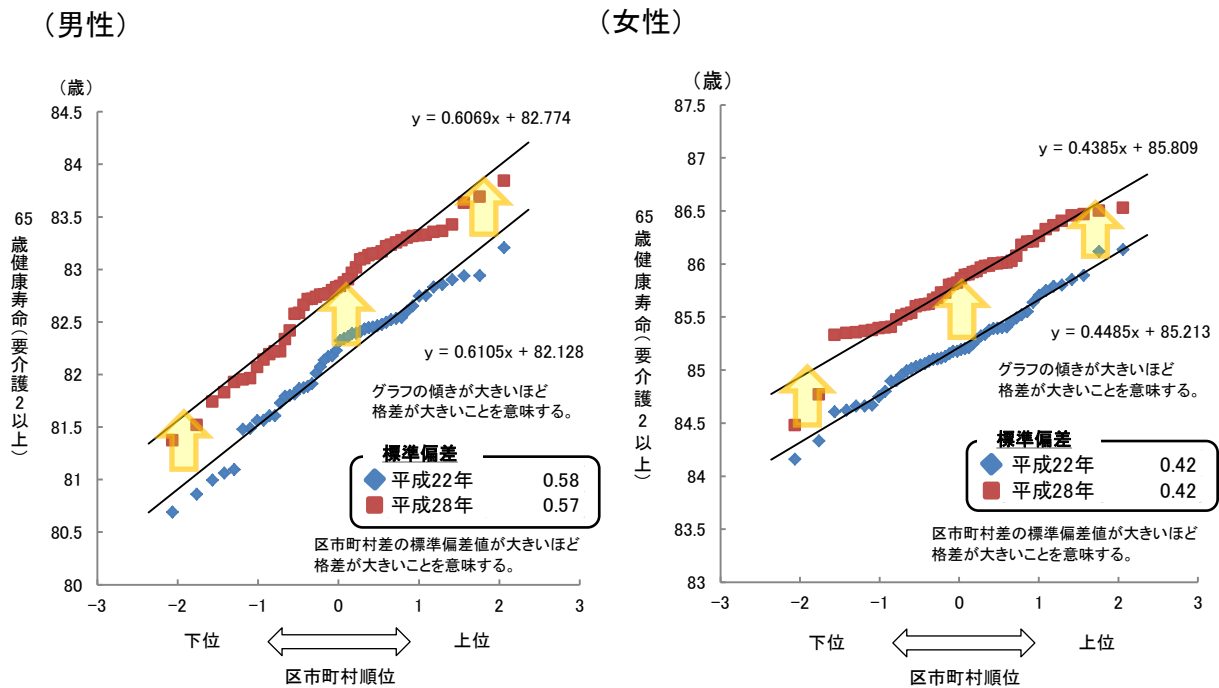 （男性）
（歳）
84.5
84
83.5
83
82.5
82
81.5
81
80.5
80
65歳健康寿命（要介護２以上）
y = 0.6069x + 82.774
y = 0.6105x + 82.128
グラフの傾きが大きいほど
格差が大きいことを意味する。
標準偏差
平成22年 0.58
平成28年 0.57
区市町村差の標準偏差値が大きいほど
格差が大きいことを意味する。
-3 -2 -1 0 1 2 3
下位 上位
区市町村順位
（女性）
（歳）
87.5
87
86.5
86
85.5
85
84.5
84
83.5
83
65歳健康寿命（要介護２以上）
y = 0.4385x + 85.809
y = 0.4485x + 85.213
グラフの傾きが大きいほど
格差が大きいことを意味する。
標準偏差
平成22年 0.42
平成28年 0.42
区市町村差の標準偏差値が大きいほど
格差が大きいことを意味する。
-3 -2 -1 0 1 2 3
下位 上位
区市町村順位